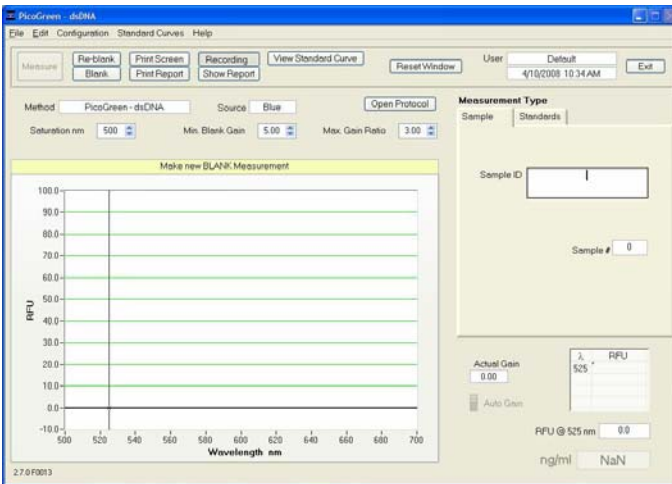 PicoGreen - dsDNA
File Edit Configuration Standard Curves Help
Measure
Re-blank Print Screen Recording View Standard Curve
Blank Print Report Show Report
Reset Window
User Default
4/10/2008 10:34 AM
Exit
Method PicoGreen - dsDNA Source Blue Open Protocol
Saturation nm 500 Min. Blank Gain 5.00 Max. Gain Ratio 3.00
Measurement Type
Sample Standards
Sample ID
Sample # 0
Make new BLANK Measurement
100.0
90.0
80.0
70.0
60.0
50.0
40.0
30.0
20.0
10.0
0.0
-10.0
RFU
500 520 540 560 580 600 620 640 660 680 700
Wavelength nm
Actual Gain
0.00
Auto Gain
λ RFU
525
RFU @ 525 nm 0.0
ng/ml NaN
2.7.0 F0013